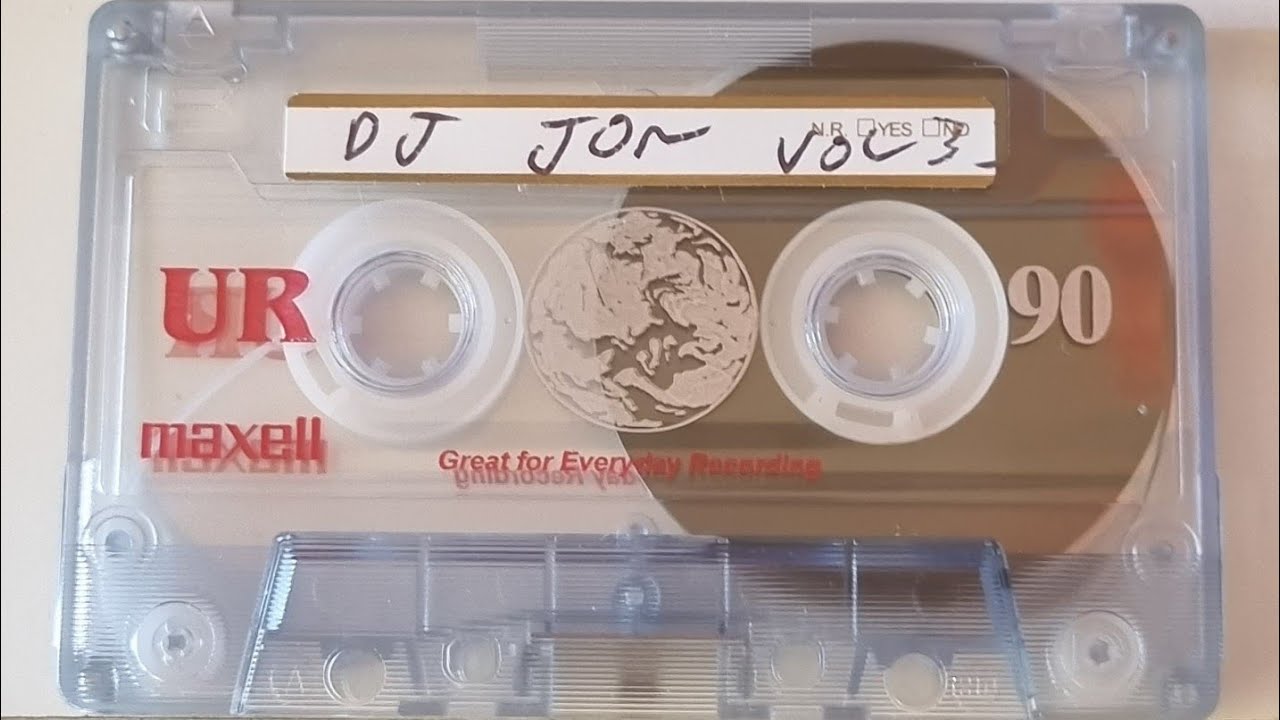 DJ JON VOL 3
N.R. ☐YES ☐NO
UR
90
maxell
Great for Everyday Recording